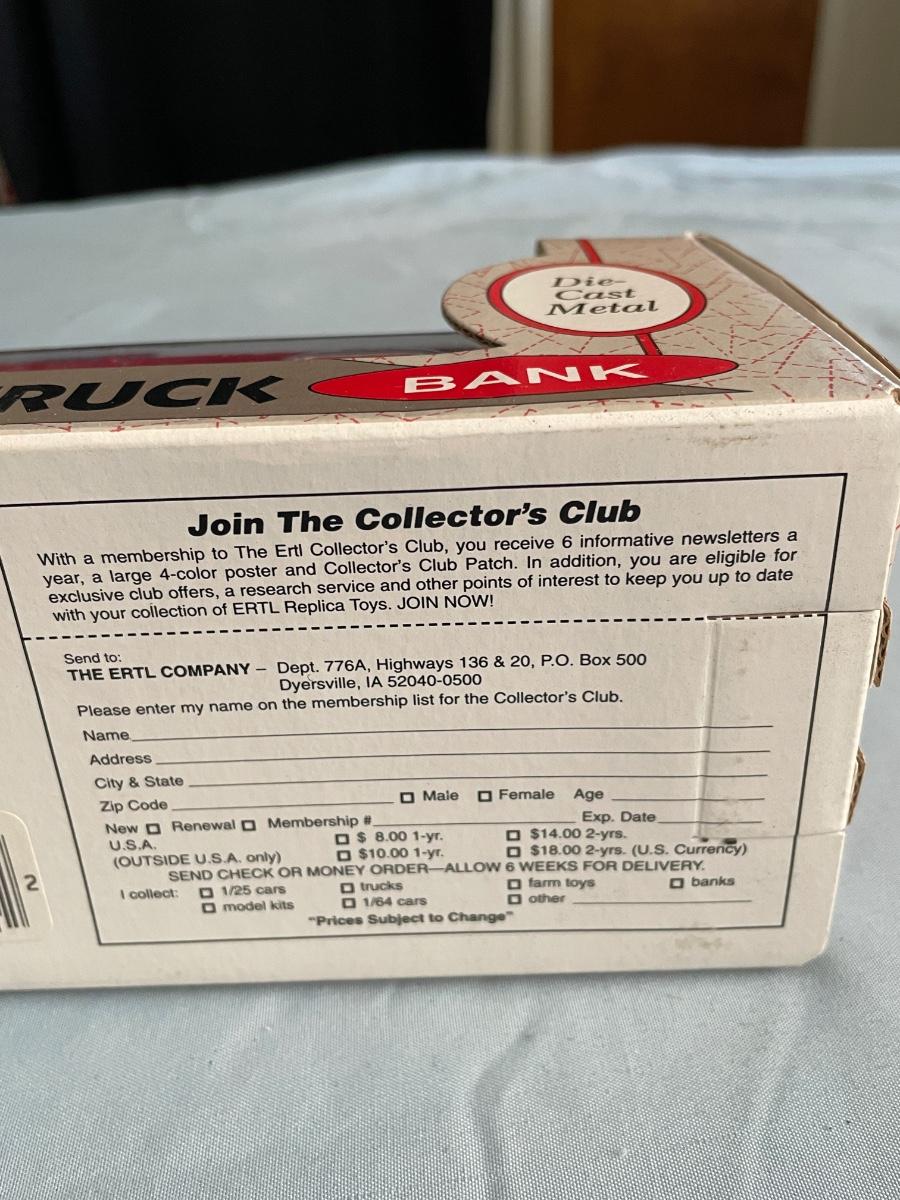 Die-
Cast
Metal
RUCK BANK
Join The Collector's Club
With a membership to The Ertl Collector's Club, you receive 6 informative newsletters a
year, a large 4-color poster and Collector's Club Patch. In addition, you are eligible for
exclusive club offers, a research service and other points of interest to keep you up to date
with your collection of ERTL Replica Toys. JOIN NOW!
Send to:
THE ERTL COMPANY – Dept. 776A, Highways 136 & 20, P.O. Box 500
Dyersville, IA 52040-0500
Please enter my name on the membership list for the Collector's Club.
Name
Address
City & State
Zip Code Male Female Age
New Renewal Membership # Exp. Date
U.S.A. $ 8.00 1-yr. $14.00 2-yrs.
(OUTSIDE U.S.A. only) $10.00 1-yr. $18.00 2-yrs. (U.S. Currency)
SEND CHECK OR MONEY ORDER—ALLOW 6 WEEKS FOR DELIVERY.
I collect: 1/25 cars trucks farm toys banks
model kits 1/64 cars other
"Prices Subject to Change"
2